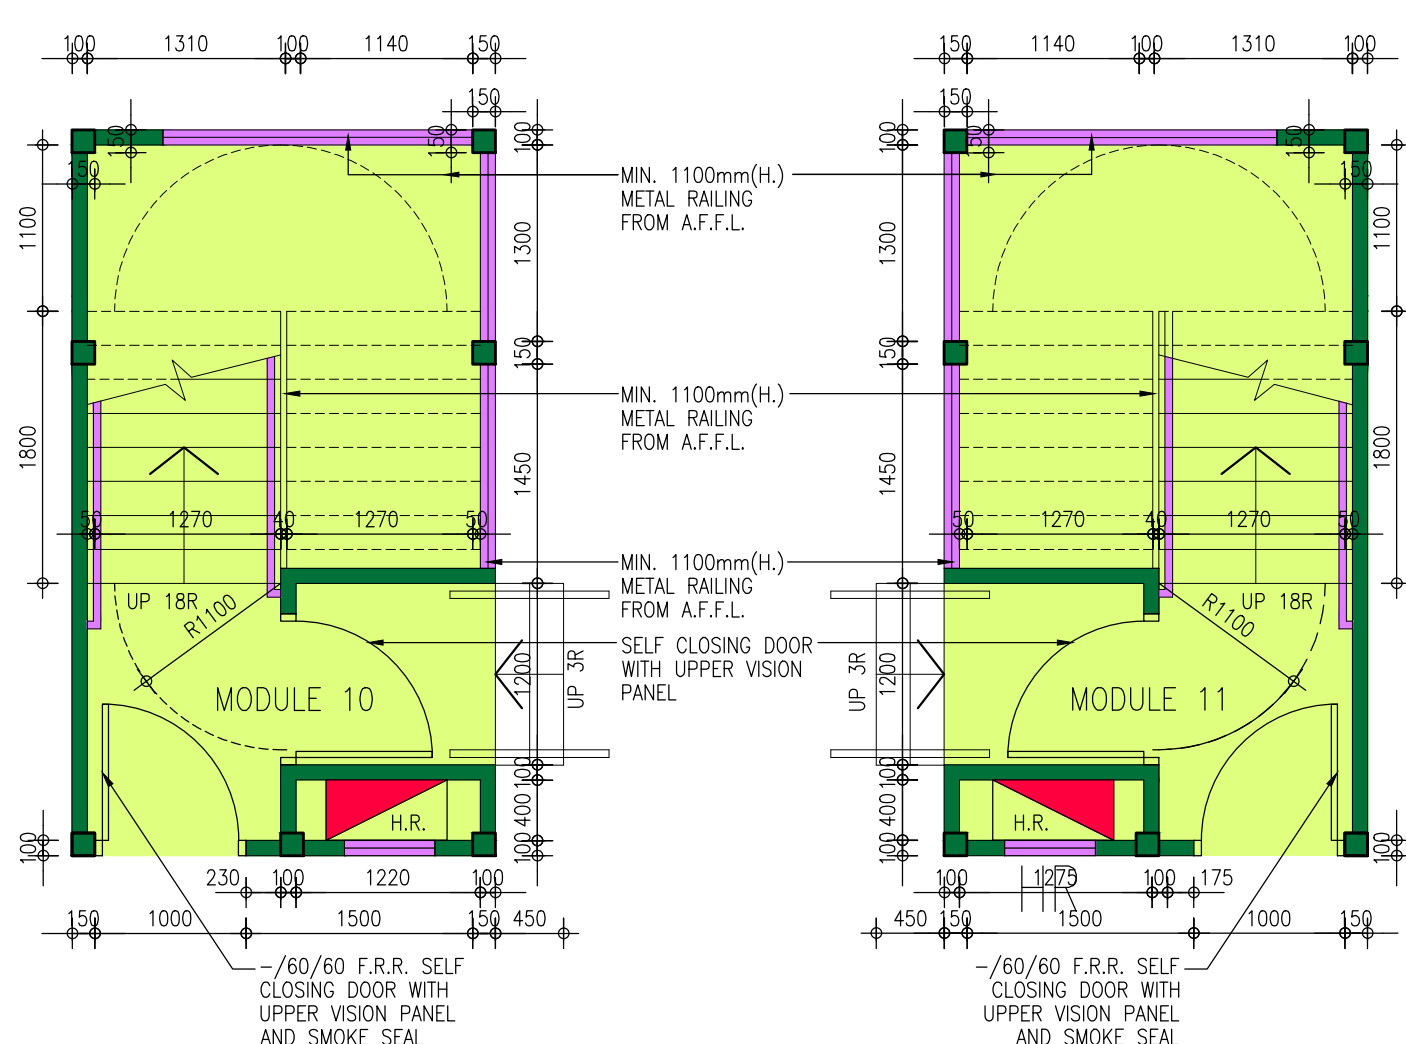 100 1310 100 1140 150
150 1140 100 1310 100
150 150
150 150 100
100 150 150
150 150
MIN. 1100mm(H.)
METAL RAILING
FROM A.F.F.L.
1100 1300 1300 1100
150 150
MIN. 1100mm(H.)
METAL RAILING
FROM A.F.F.L.
1800 1450 1450 1800
50 1270 40 1270 50
50 1270 40 1270 50
MIN. 1100mm(H.)
METAL RAILING
FROM A.F.F.L.
UP 18R R1100
R1100 UP 18R
SELF CLOSING DOOR
WITH UPPER VISION
PANEL
1200 UP 3R
UP 3R 1200
MODULE 10
MODULE 11
100 400 100
100 400 100
H.R.
H.R.
100 100
230 100 1220 100
100 1275 100 175
150 1000 1500 150 450
450 150 1500 1000 150
-/60/60 F.R.R. SELF
CLOSING DOOR WITH
UPPER VISION PANEL
AND SMOKE SEAL
-/60/60 F.R.R. SELF
CLOSING DOOR WITH
UPPER VISION PANEL
AND SMOKE SEAL